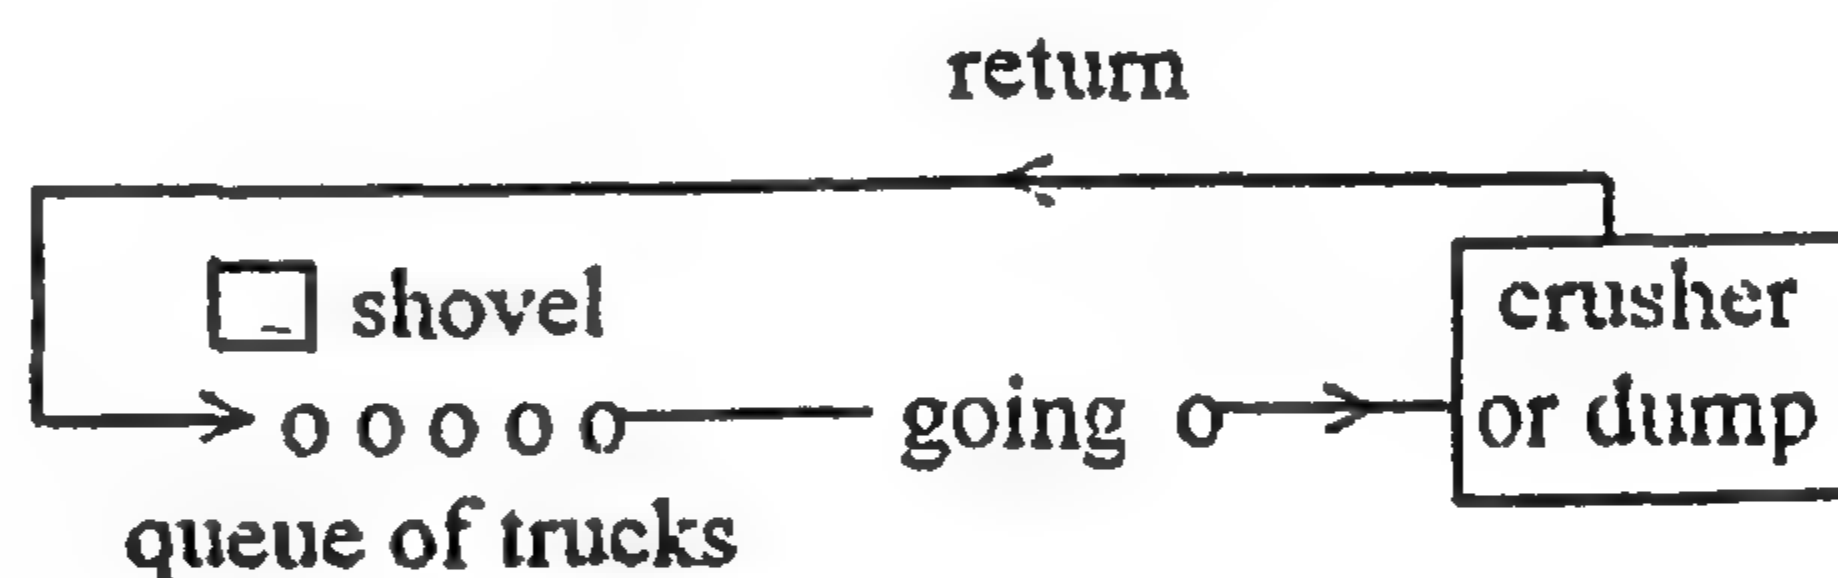 return
shovel
crusher
going
or dump
queue of trucks